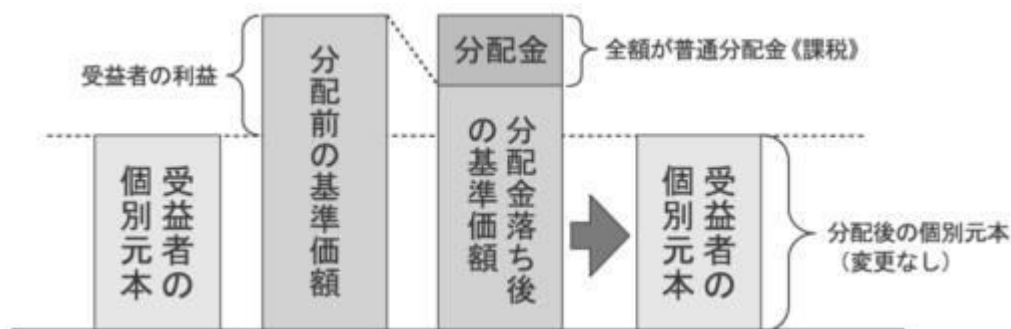 受益者の利益
分配前の基準価額
分配金
全額が普通分配金《課税》
受益者の
個別元本
分配金落ち後
の基準価額
受益者の
個別元本
分配後の個別元本
（変更なし）